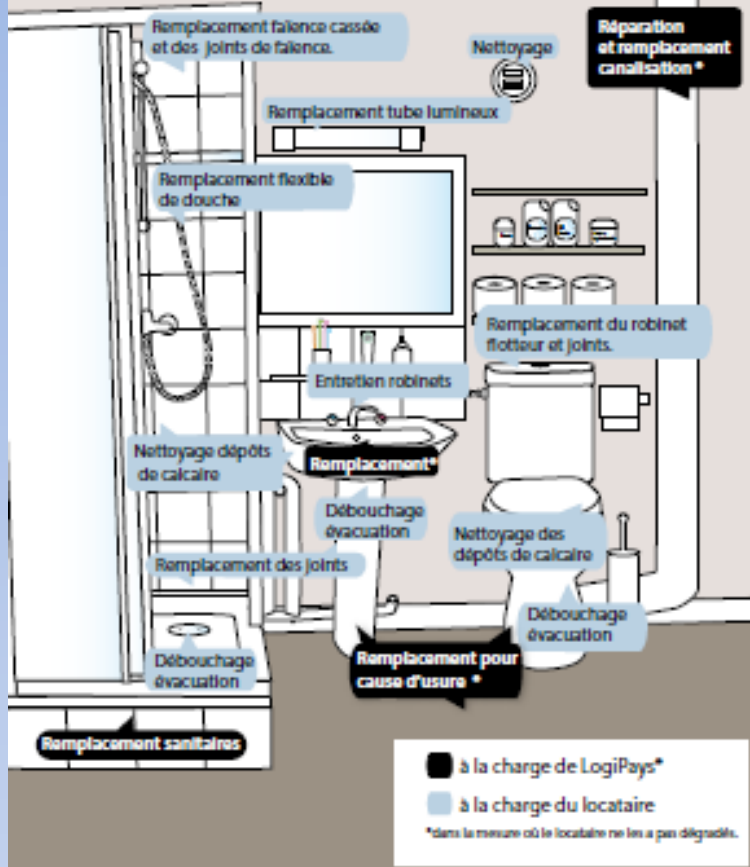 Remplacement faïence cassée
et des joints de faïence.
Nettoyage
Réparation
et remplacement
canalisation *
Remplacement tube lumineux
Remplacement flexible
de douche
Remplacement du robinet
flotteur et joints.
Entretien robinets
Nettoyage dépôts
de calcaire
Remplacement*
Débouchage
évacuation
Nettoyage des
dépôts de calcaire
Remplacement des joints
Débouchage
évacuation
Débouchage
évacuation
Remplacement pour
cause d'usure *
Remplacement sanitaires
à la charge de LogiPays*
à la charge du locataire
*dans la mesure où le locataire ne les a pas dégradés.